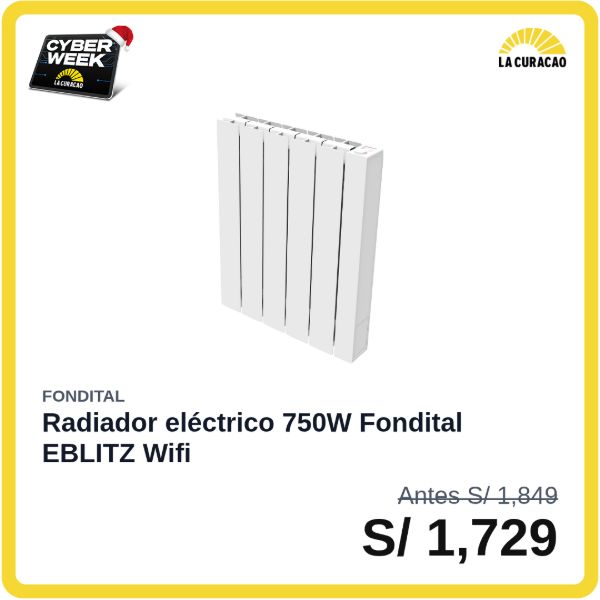 CYBER
WEEK
LA CURACAO
LA CURACAO
FONDITAL
Radiador eléctrico 750W Fondital
EBLITZ Wifi
Antes S/ 1,849
S/ 1,729